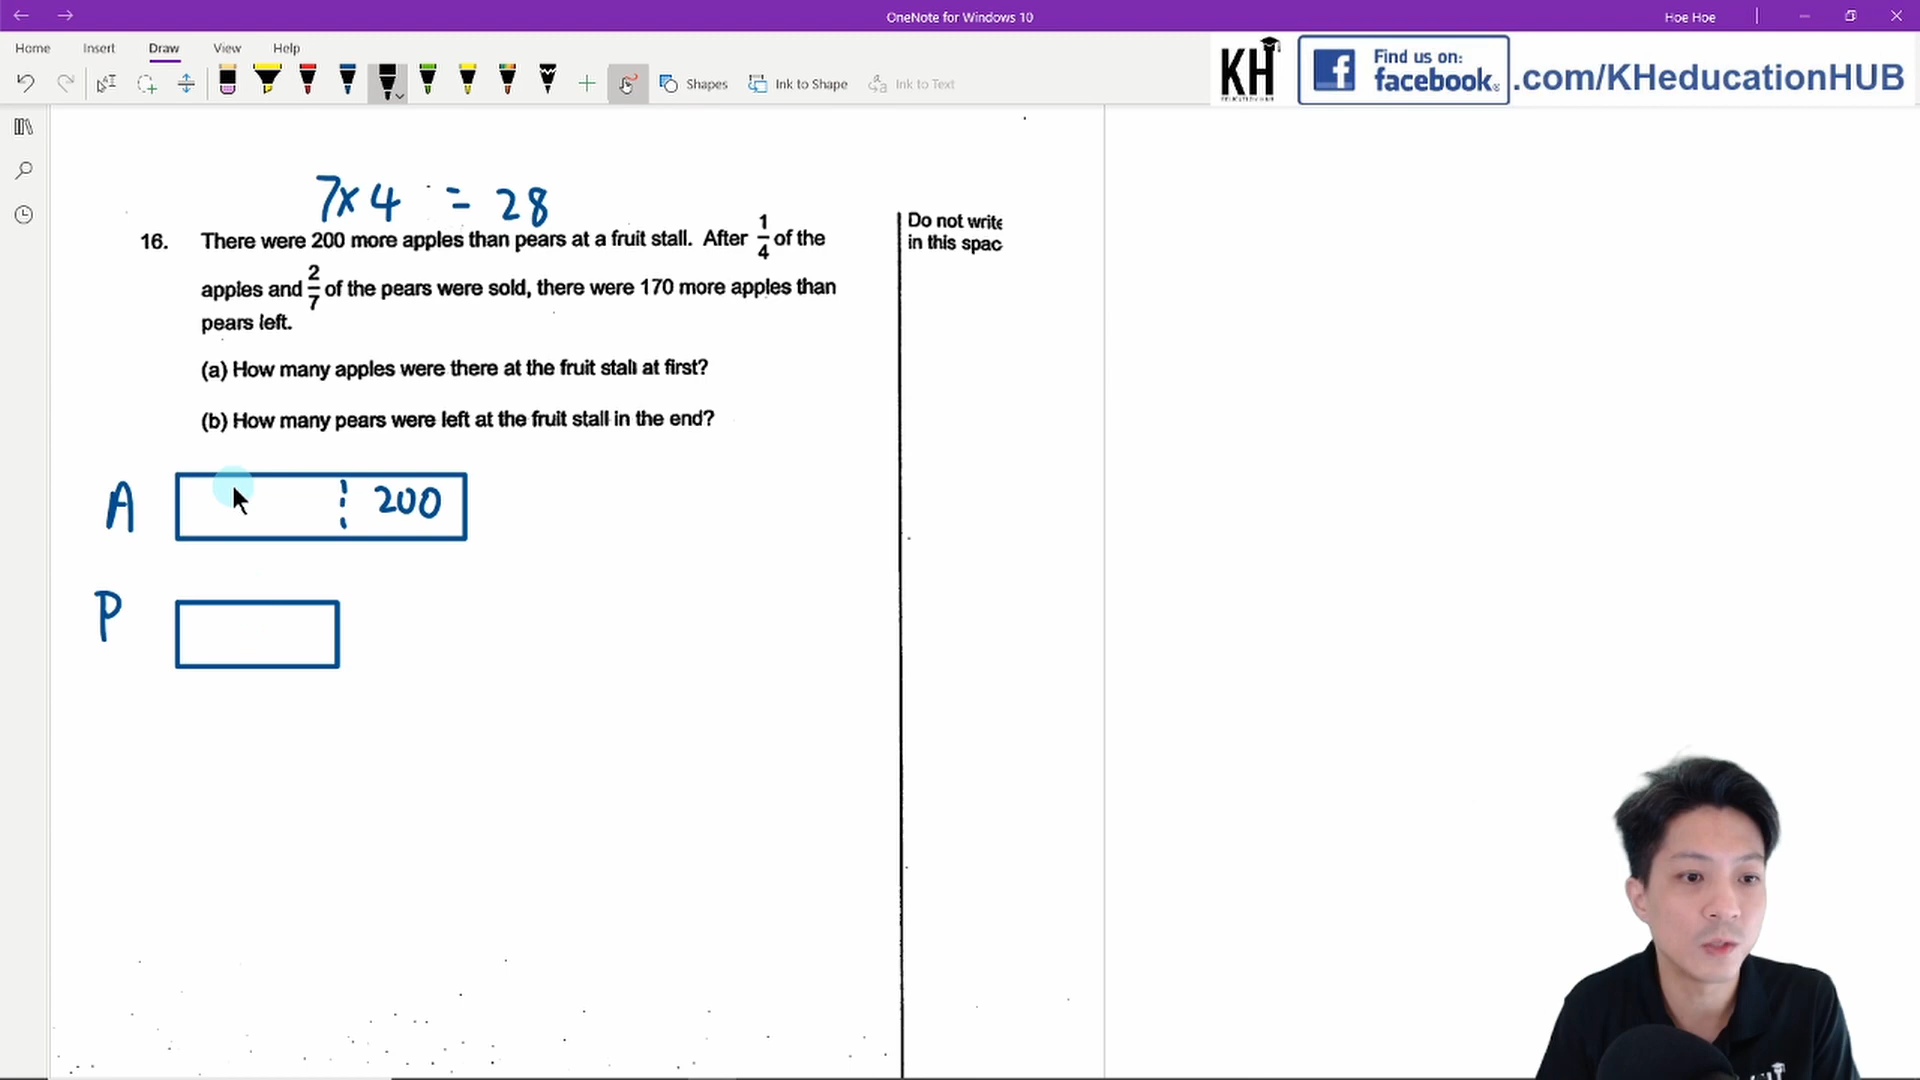 OneNote for Windows 10
Hoe Hoe
Home Insert Draw View Help
Shapes Ink to Shape Ink to Text
KH
Find us on:
facebook .com/KHeducationHUB
7 x 4 = 28
16. There were 200 more apples than pears at a fruit stall. After 1/4 of the
apples and 2/7 of the pears were sold, there were 170 more apples than
pears left.
(a) How many apples were there at the fruit stall at first?
(b) How many pears were left at the fruit stall in the end?
Do not write
in this spac
A 200
P